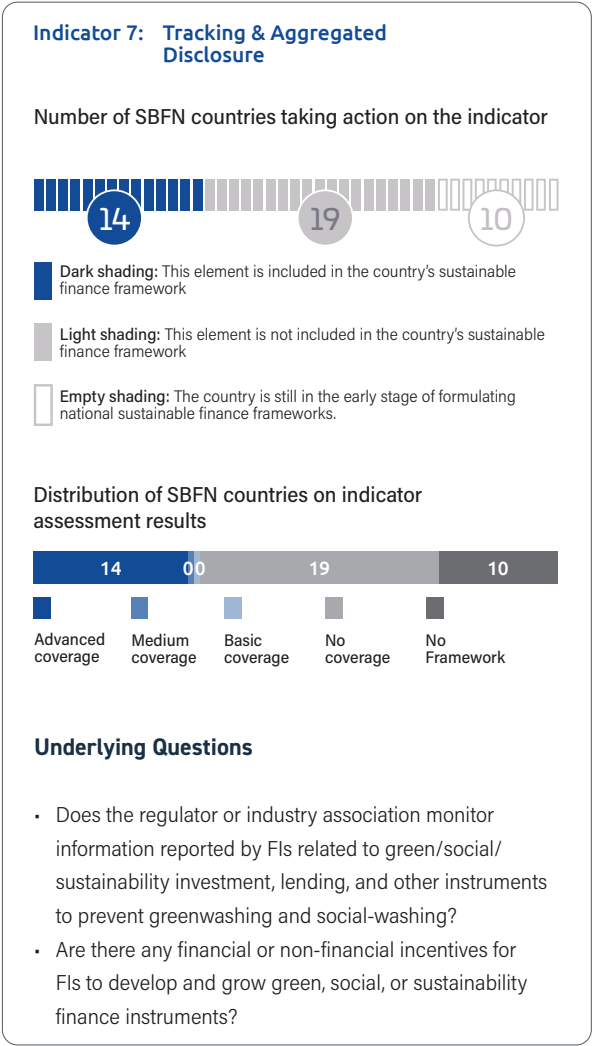 Indicator 7: Tracking & Aggregated
Disclosure
Number of SBFN countries taking action on the indicator
14 19 10
Dark shading: This element is included in the country's sustainable
finance framework
Light shading: This element is not included in the country's sustainable
finance framework
Empty shading: The country is still in the early stage of formulating
national sustainable finance frameworks.
Distribution of SBFN countries on indicator
assessment results
14 0 0 19 10
Advanced coverage
Medium coverage
Basic coverage
No coverage
No Framework
Underlying Questions
• Does the regulator or industry association monitor
information reported by FIs related to green/social/
sustainability investment, lending, and other instruments
to prevent greenwashing and social-washing?
• Are there any financial or non-financial incentives for
FIs to develop and grow green, social, or sustainability
finance instruments?